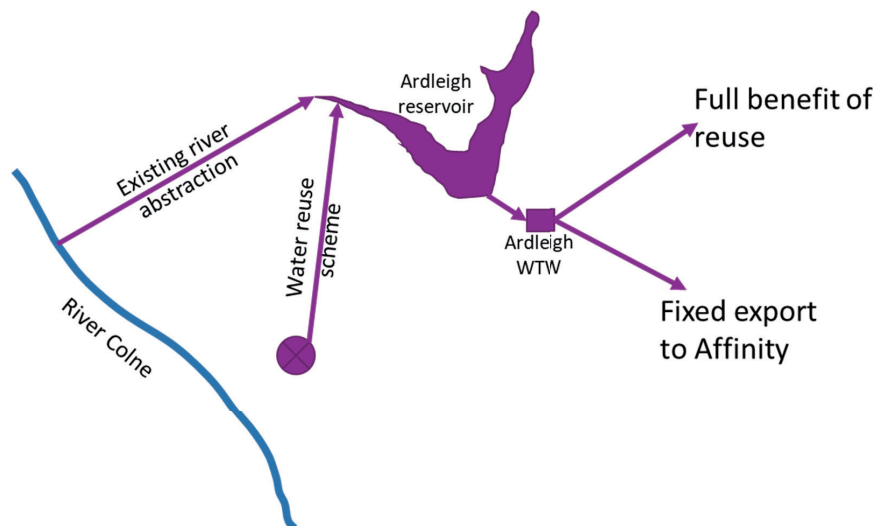 Ardleigh
reservoir
Full benefit of
reuse
Existing river
abstraction
Water reuse
scheme
Ardleigh
WTW
River Colne
Fixed export
to Affinity